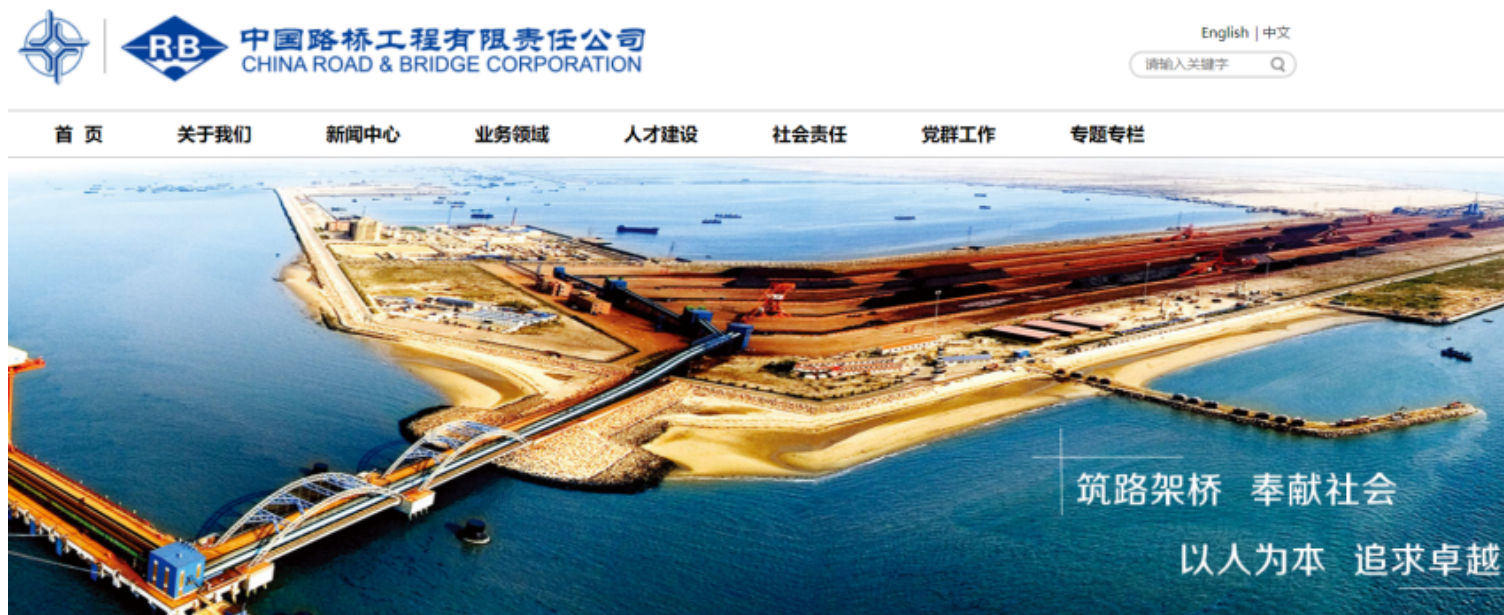 RB
中国路桥工程有限责任公司
CHINA ROAD & BRIDGE CORPORATION
English | 中文
请输入关键字
首 页 关于我们 新闻中心 业务领域 人才建设 社会责任 党群工作 专题专栏
筑路架桥 奉献社会
以人为本 追求卓越